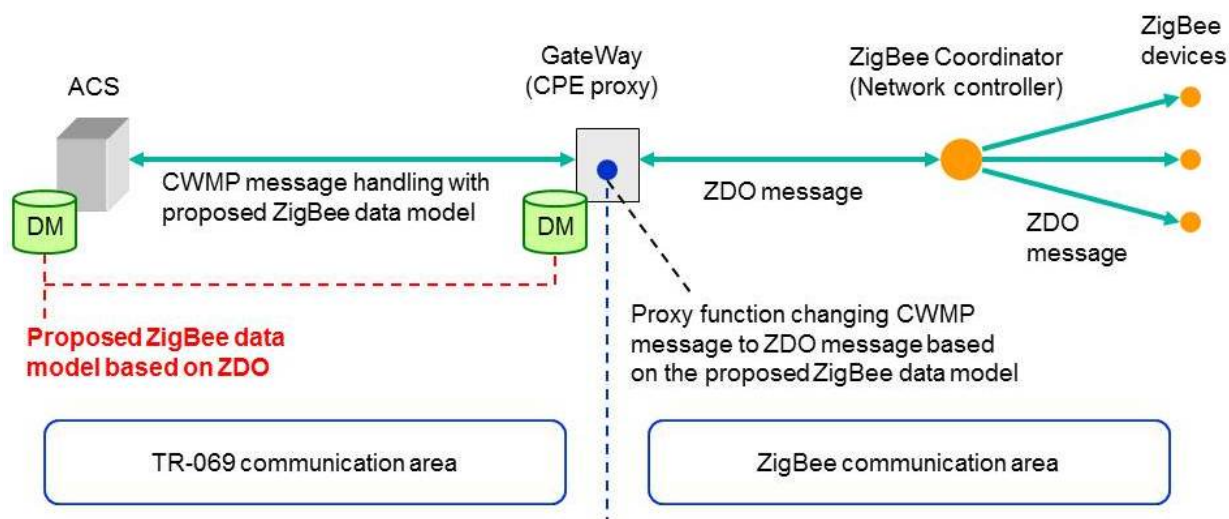 ZigBee
devices
GateWay
(CPE proxy)
ZigBee Coordinator
(Network controller)
ACS
CWMP message handling with
proposed ZigBee data model
ZDO message
DM
DM
ZDO
message
Proposed ZigBee data
model based on ZDO
Proxy function changing CWMP
message to ZDO message based
on the proposed ZigBee data model
TR-069 communication area
ZigBee communication area